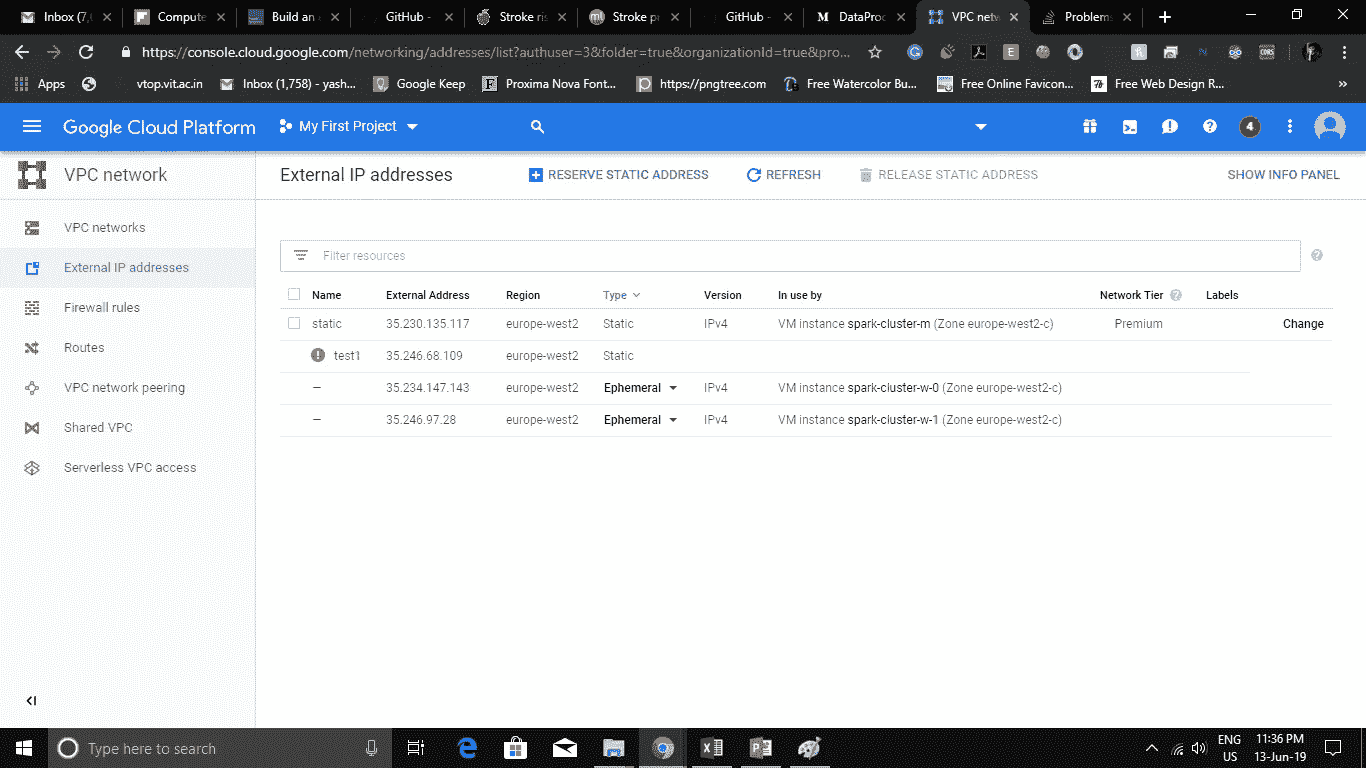 Inbox (7,
Compute
Build an
GitHub -
Stroke ris
Stroke p
GitHub -
DataProc
VPC netw
Problems
https://console.cloud.google.com/networking/addresses/list?authuser=3&folder=true&organizationId=true&pro...
Apps
vtop.vit.ac.in
Inbox (1,758) - yash...
Google Keep
Proxima Nova Font...
https://pngtree.com
Free Watercolor Bu...
Free Online Favicon...
Free Web Design R...
»
Google Cloud Platform
My First Project
4
VPC network
External IP addresses
RESERVE STATIC ADDRESS
REFRESH
RELEASE STATIC ADDRESS
SHOW INFO PANEL
VPC networks
External IP addresses
Firewall rules
Routes
VPC network peering
Shared VPC
Serverless VPC access
Filter resources
Name External Address Region Type Version In use by Network Tier Labels
static 35.230.135.117 europe-west2 Static IPv4 VM instance spark-cluster-m (Zone europe-west2-c) Premium Change
test1 35.246.68.109 europe-west2 Static
— 35.234.147.143 europe-west2 Ephemeral IPv4 VM instance spark-cluster-w-0 (Zone europe-west2-c)
— 35.246.97.28 europe-west2 Ephemeral IPv4 VM instance spark-cluster-w-1 (Zone europe-west2-c)
Type here to search
ENG
US
11:36 PM
13-Jun-19